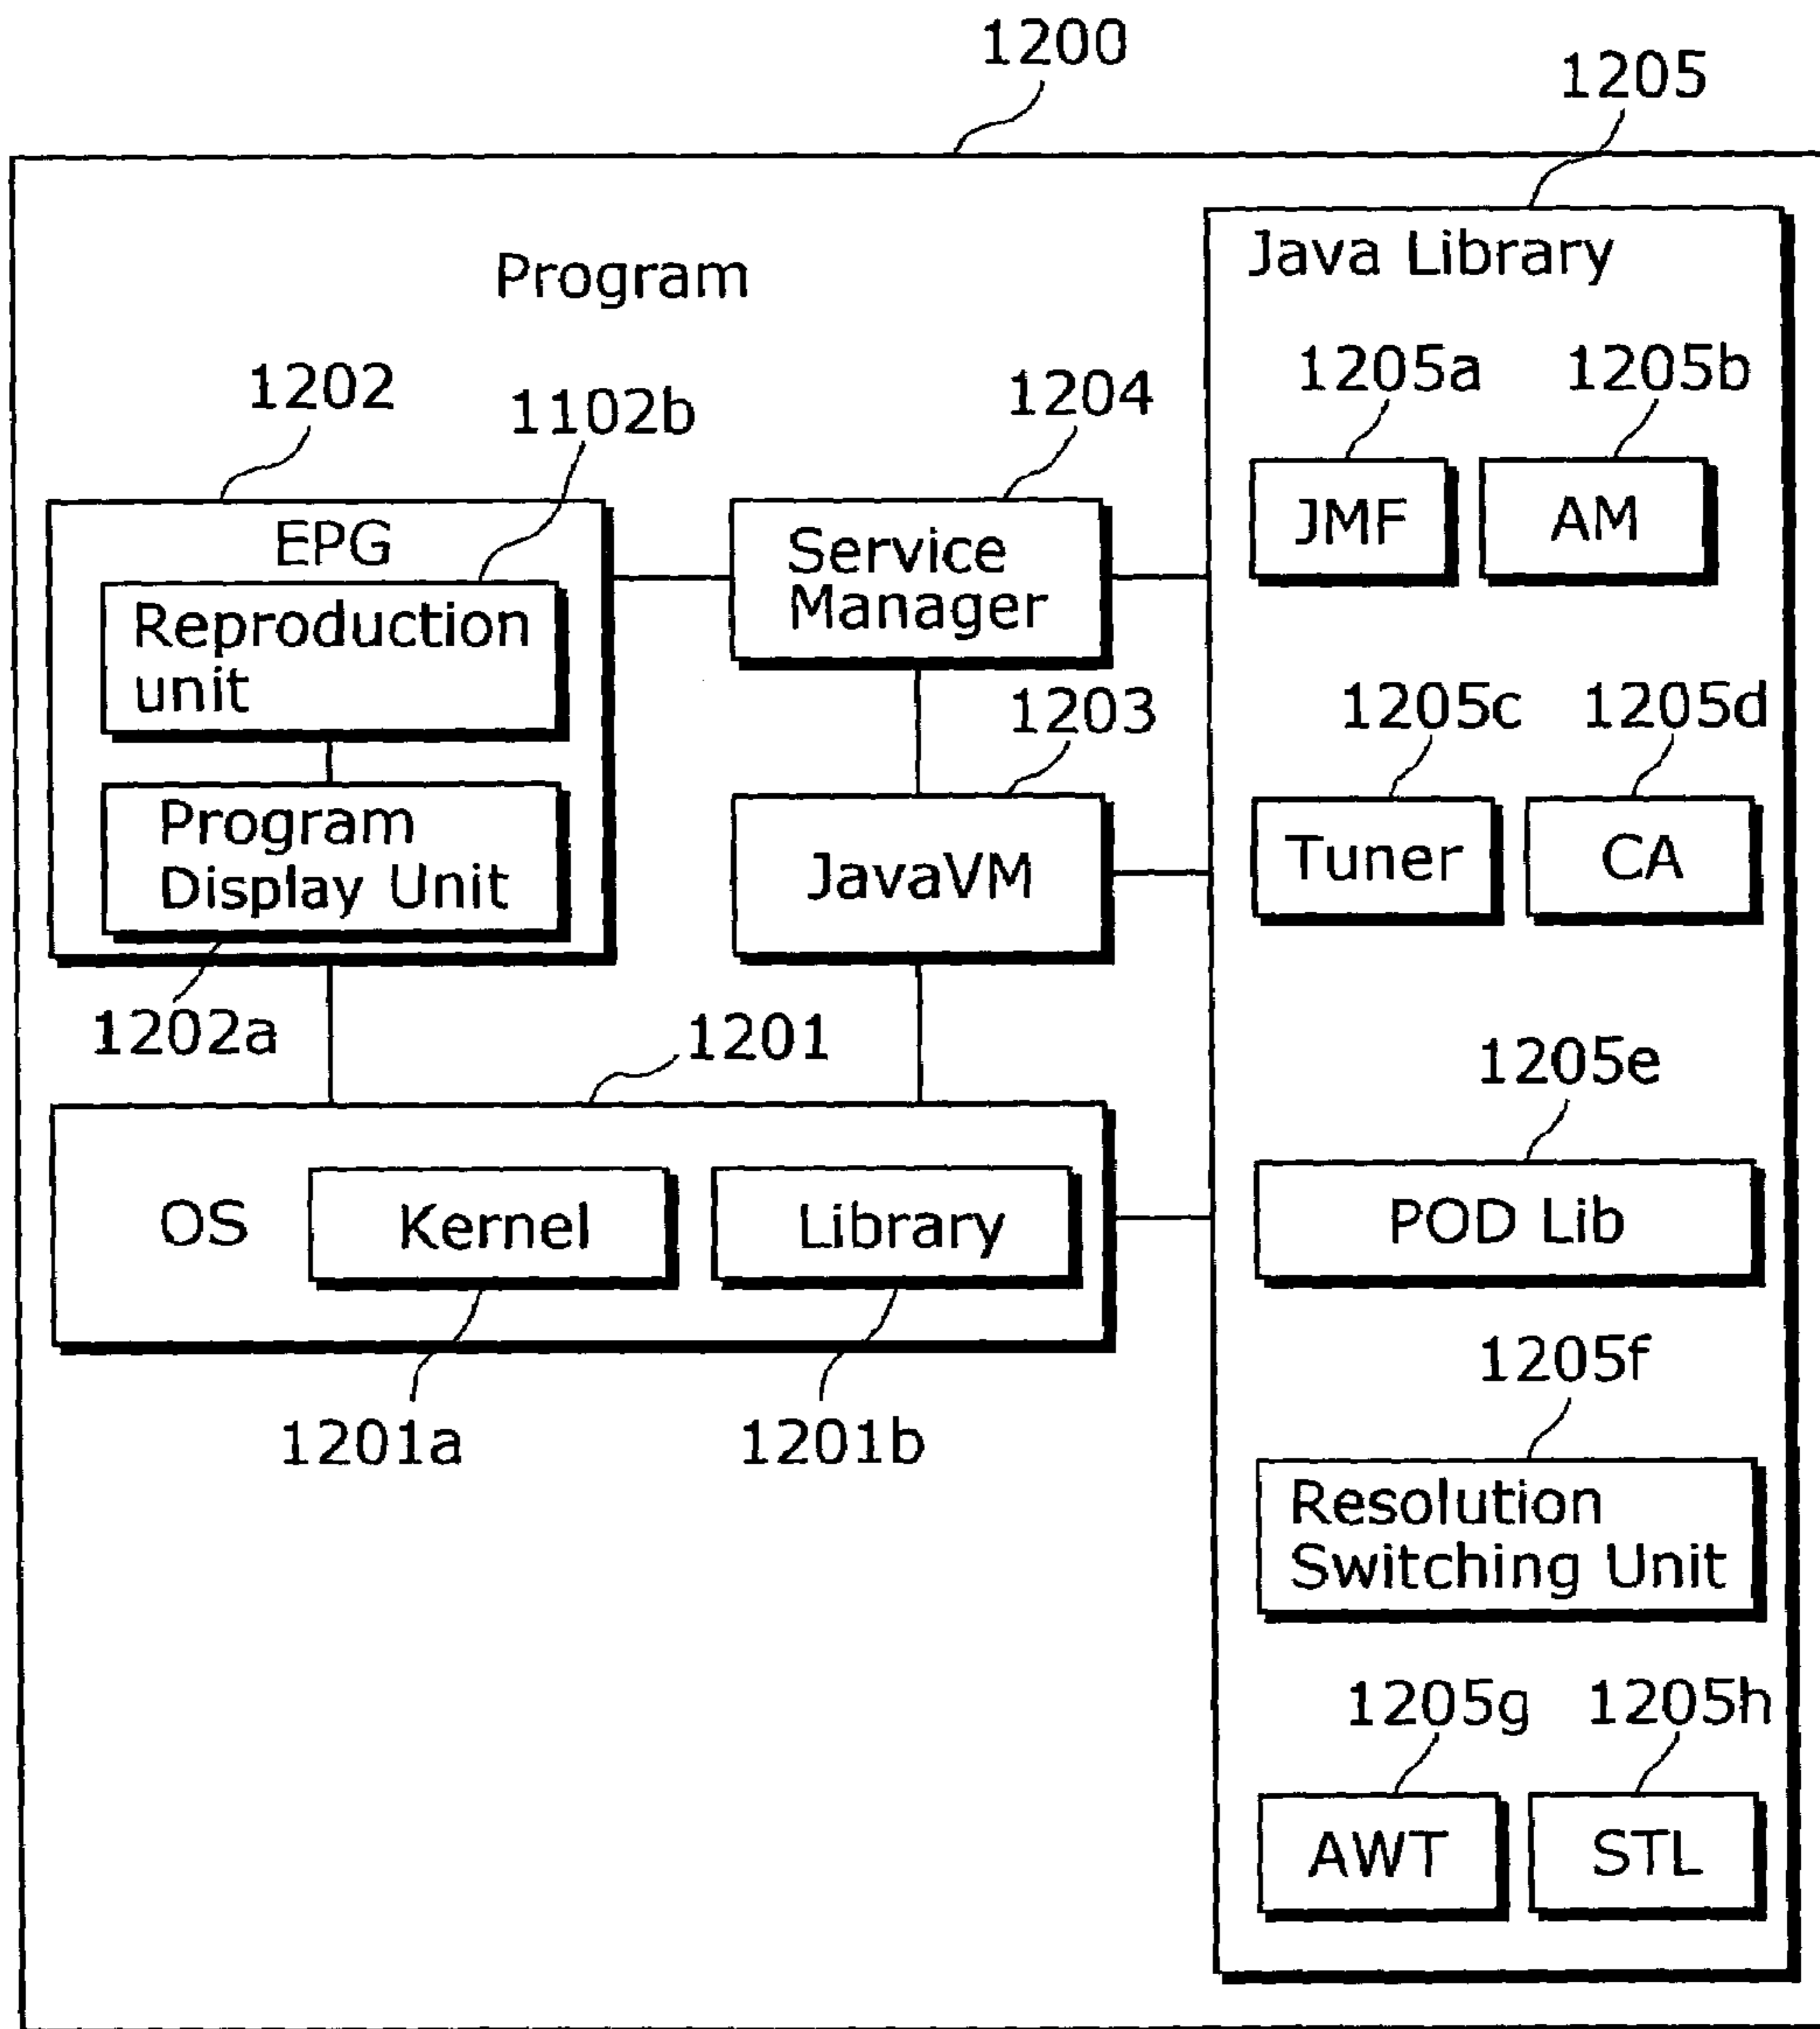 1200
1205
Program
Java Library
1202
1102b
1204
1205a
1205b
EPG
Reproduction
unit
Service
Manager
JMF
AM
1203
1205c
1205d
Program
Display Unit
JavaVM
Tuner
CA
1202a
1201
1205e
OS
Kernel
Library
POD Lib
1201a
1201b
1205f
Resolution
Switching Unit
1205g
1205h
AWT
STL